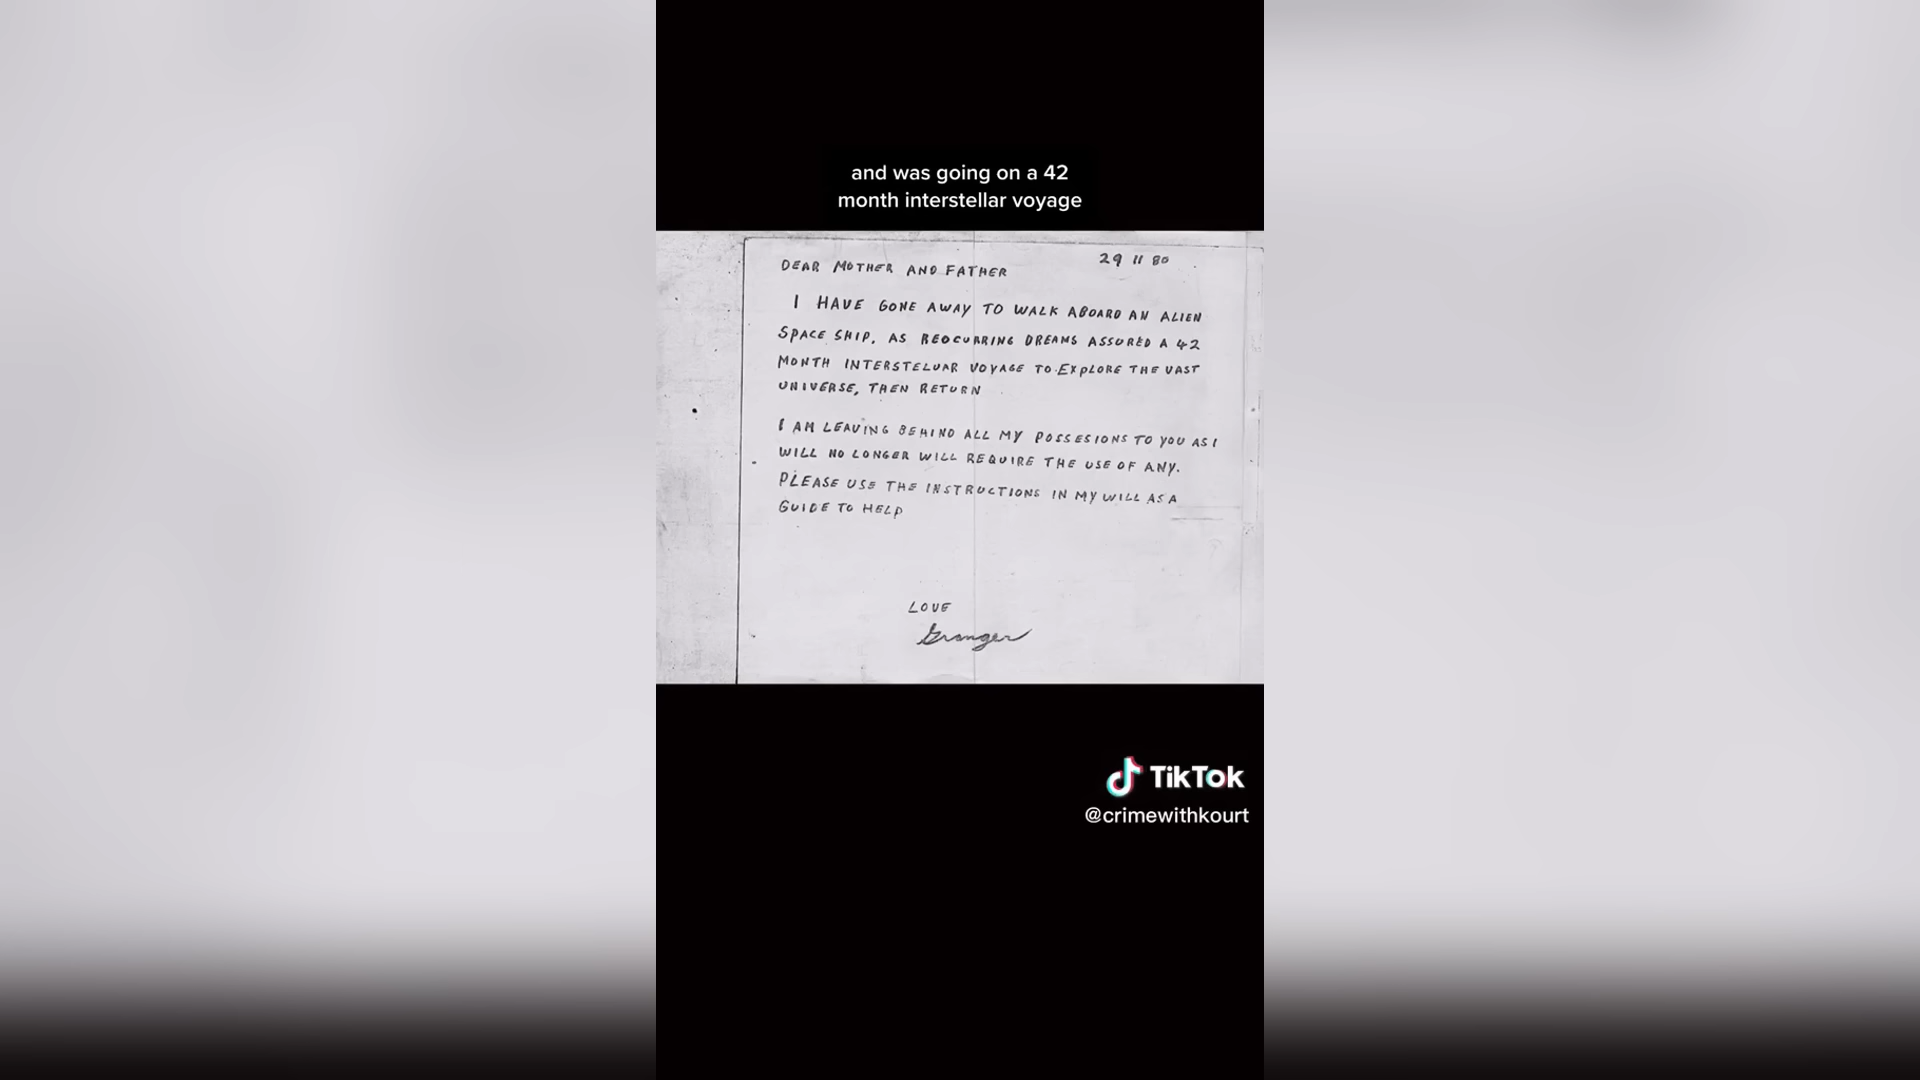 and was going on a 42
month interstellar voyage
29 11 80
DEAR MOTHER AND FATHER
I HAVE GONE AWAY TO WALK ABOARD AN ALIEN
SPACE SHIP, AS REOCURRING DREAMS ASSURED A 42
MONTH INTERSTELLAR VOYAGE TO EXPLORE THE VAST
UNIVERSE, THEN RETURN
I AM LEAVING BEHIND ALL MY POSSESIONS TO YOU AS I
WILL NO LONGER WILL REQUIRE THE USE OF ANY.
PLEASE USE THE INSTRUCTIONS IN MY WILL AS A
GUIDE TO HELP
LOVE
Granger
TikTok
@crimewithkourt